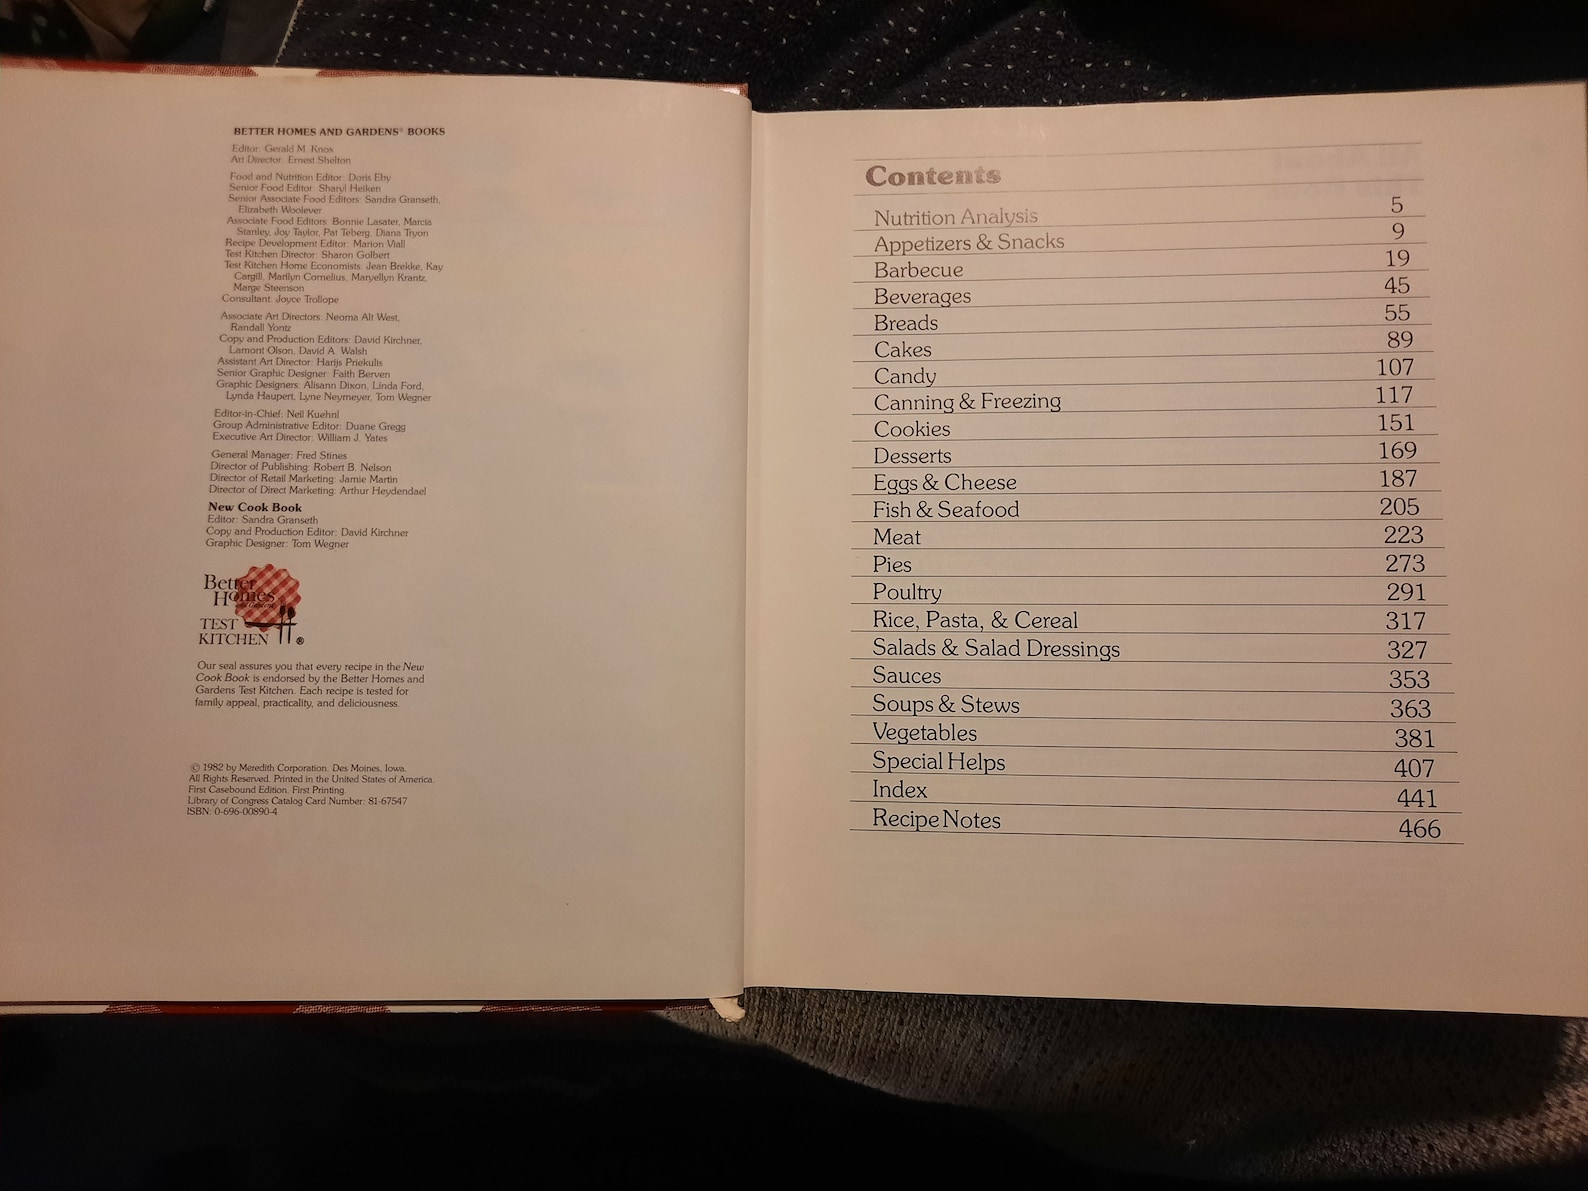 BETTER HOMES AND GARDENS® BOOKS
Editor: Gerald M. Knox
Art Director: Ernest Shelton
Food and Nutrition Editor: Doris Eby
Senior Food Editor: Sharyl Heiken
Senior Associate Food Editors: Sandra Granseth,
Elizabeth Woolever
Associate Food Editors: Bonnie Lasater, Marcia
Stanley, Joy Taylor, Pat Teberg, Diana Tryon
Recipe Development Editor: Marion Viall
Test Kitchen Director: Sharon Golbert
Test Kitchen Home Economists: Jean Brekke, Kay
Cargill, Marilyn Cornelius, Maryellyn Krantz,
Marge Steenson
Consultant: Joyce Trollope
Associate Art Directors: Neoma Alt West,
Randall Yontz
Copy and Production Editors: David Kirchner,
Lamont Olson, David A. Walsh
Assistant Art Director: Harijs Priekulis
Senior Graphic Designer: Faith Berven
Graphic Designers: Alisann Dixon, Linda Ford,
Lynda Haupert, Lyne Neymeyer, Tom Wegner
Editor-in-Chief: Neil Kuehnl
Group Administrative Editor: Duane Gregg
Executive Art Director: William J. Yates
General Manager: Fred Stines
Director of Publishing: Robert B. Nelson
Director of Retail Marketing: Jamie Martin
Director of Direct Marketing: Arthur Heydendael
New Cook Book
Editor: Sandra Granseth
Copy and Production Editor: David Kirchner
Graphic Designer: Tom Wegner
Better
Homes
and Gardens
TEST
KITCHEN ®
Our seal assures you that every recipe in the New
Cook Book is endorsed by the Better Homes and
Gardens Test Kitchen. Each recipe is tested for
family appeal, practicality, and deliciousness.
© 1982 by Meredith Corporation, Des Moines, Iowa.
All Rights Reserved. Printed in the United States of America.
First Casebound Edition. First Printing.
Library of Congress Catalog Card Number: 81-67547
ISBN: 0-696-00890-4
Contents
Nutrition Analysis 5
Appetizers & Snacks 9
Barbecue 19
Beverages 45
Breads 55
Cakes 89
Candy 107
Canning & Freezing 117
Cookies 151
Desserts 169
Eggs & Cheese 187
Fish & Seafood 205
Meat 223
Pies 273
Poultry 291
Rice, Pasta, & Cereal 317
Salads & Salad Dressings 327
Sauces 353
Soups & Stews 363
Vegetables 381
Special Helps 407
Index 441
Recipe Notes 466